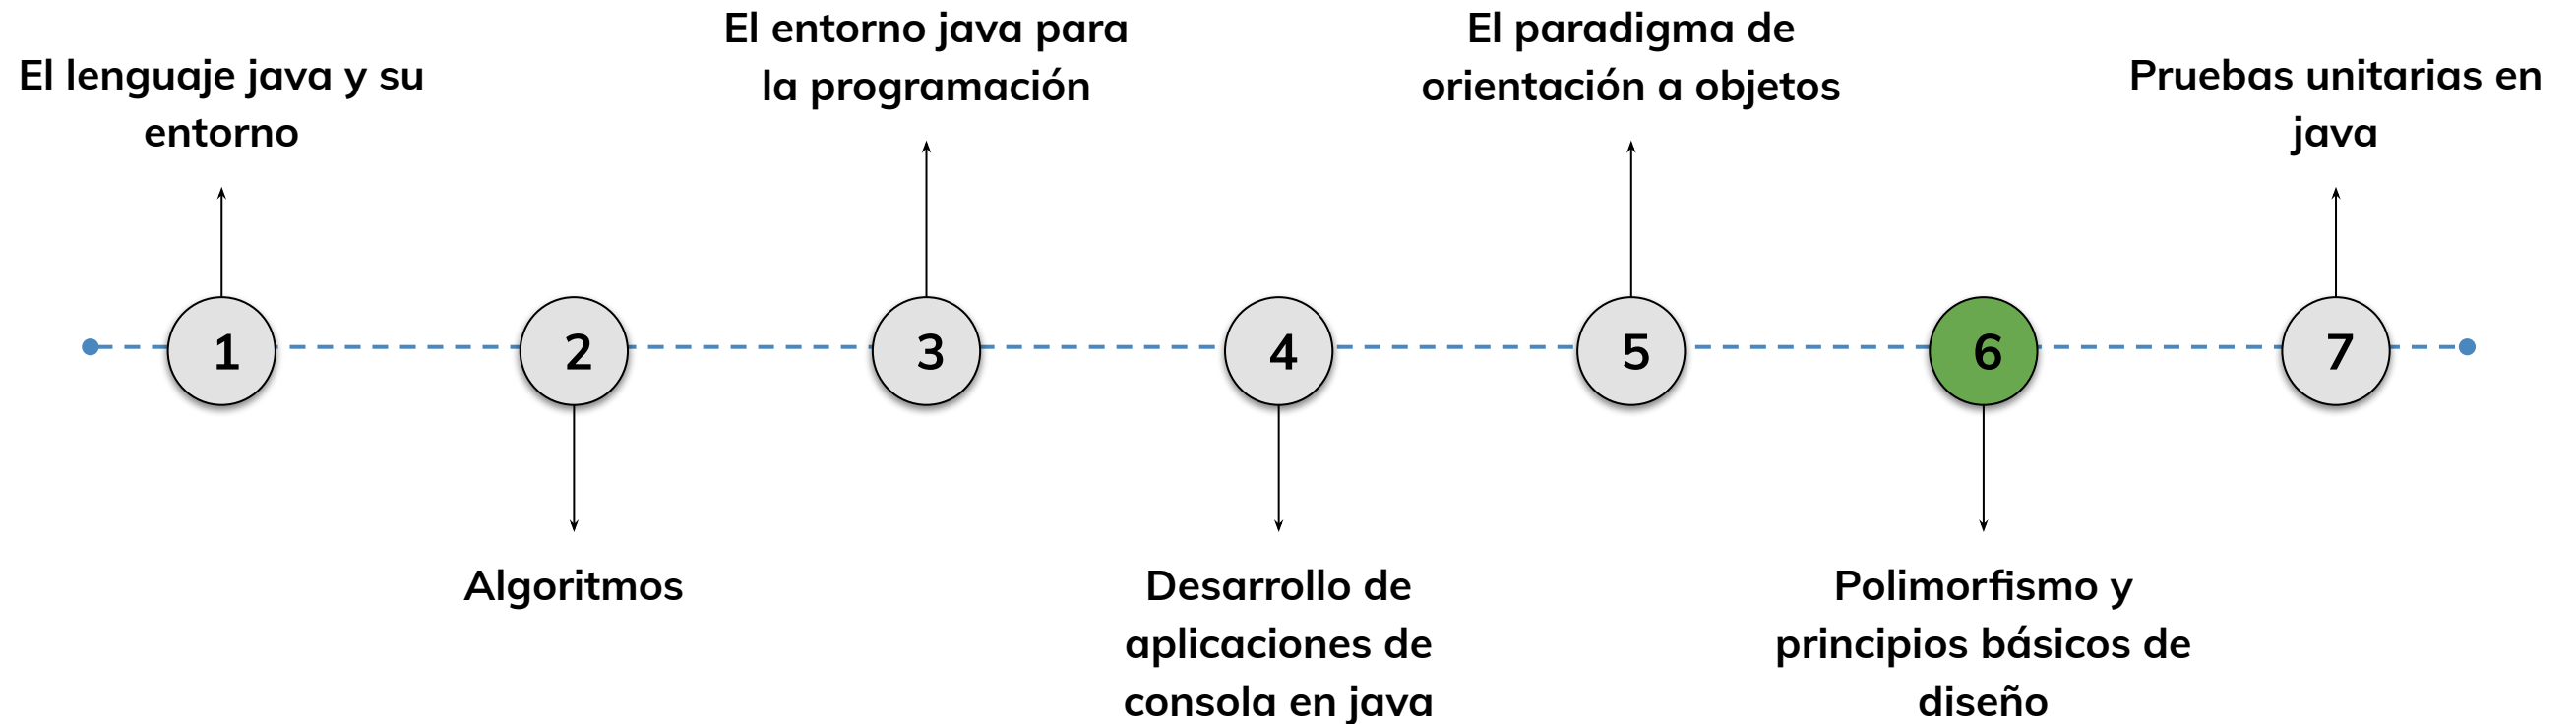 El lenguaje java y su
entorno
1
2
Algoritmos
El entorno java para
la programación
3
4
Desarrollo de
aplicaciones de
consola en java
El paradigma de
orientación a objetos
5
6
Polimorfismo y
principios básicos de
diseño
Pruebas unitarias en
java
7